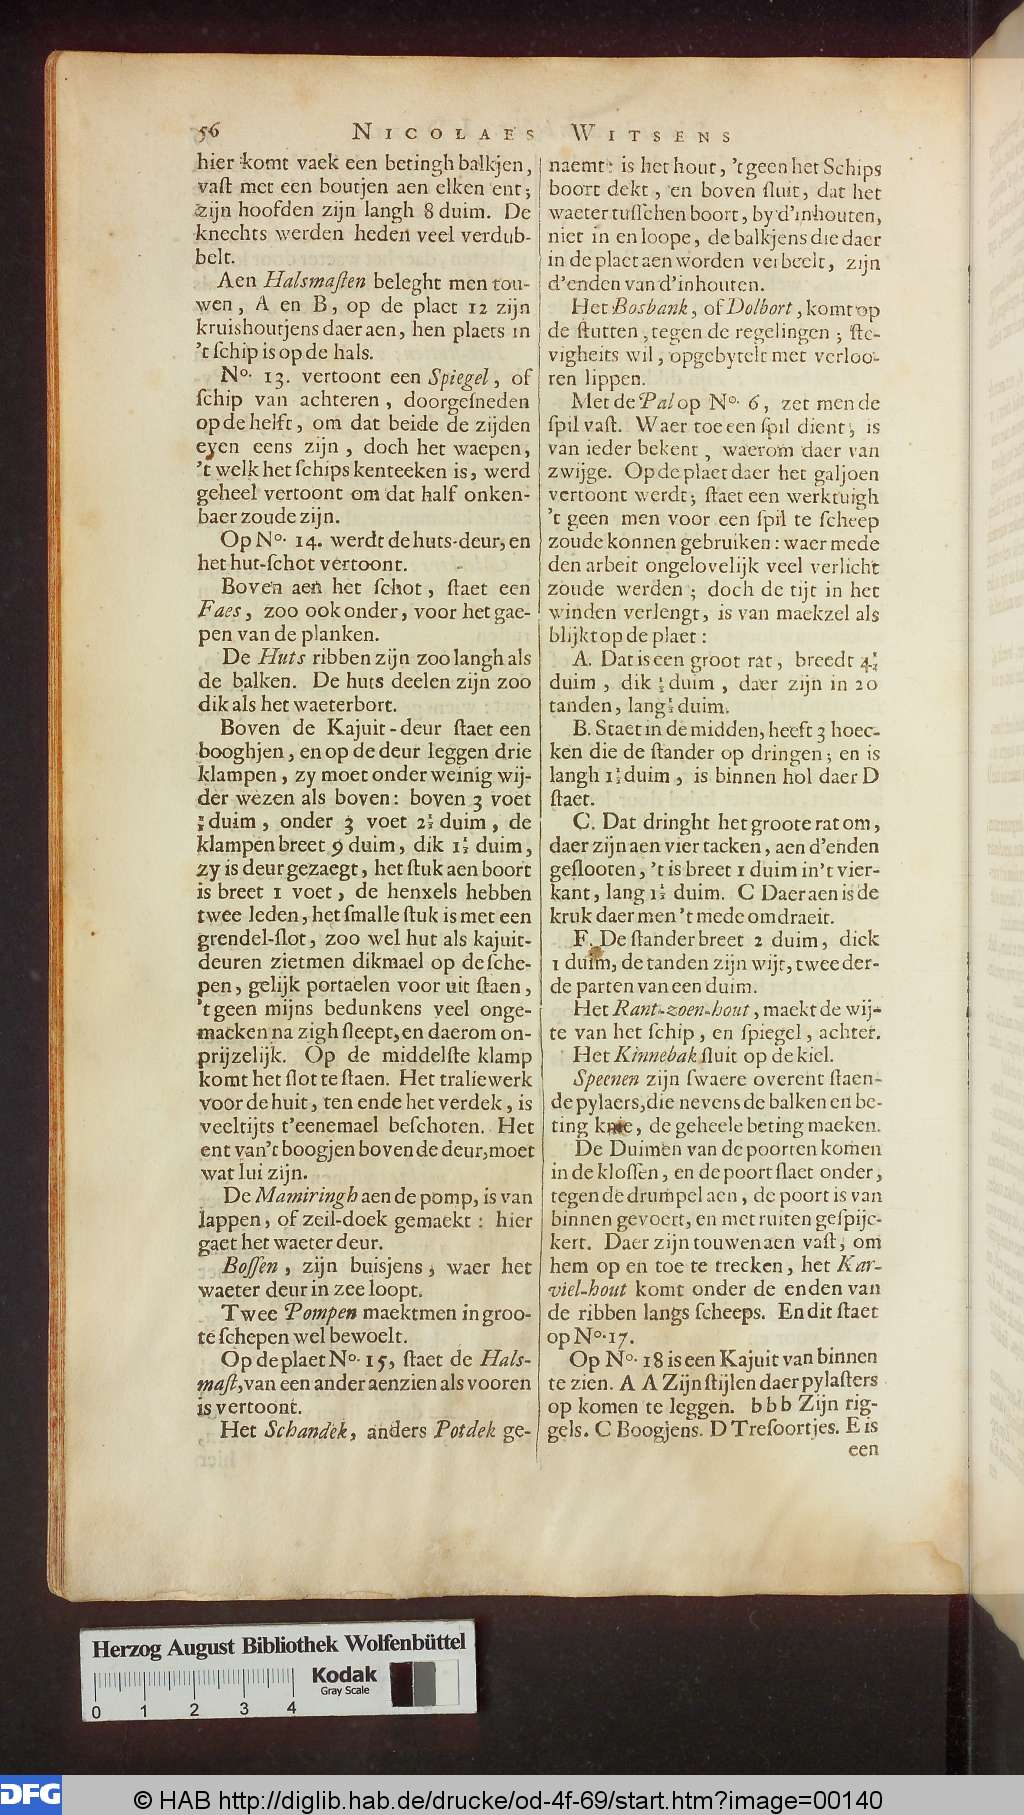 56 NICOLAES WITSENS
hier komt vaek een betingh balkjen,
vaſt met een boutjen aen elken ent;
zijn hoofden zijn langh 8 duim. De
knechts werden heden veel verdub-
belt.
Aen Halsmaſten beleght men tou-
wen, A en B, op de plaet 12 zijn
kruishoutjens daer aen, hen plaets in
't ſchip is op de hals.
No. 13. vertoont een Spiegel, of
ſchip van achteren, doorgeſneden
op de helft, om dat beide de zijden
eyen eens zijn, doch het waepen,
't welk het ſchips kenteeken is, werd
geheel vertoont om dat half onken-
baer zoude zijn.
Op No. 14. werdt de huts-deur, en
het hut-ſchot vertoont.
Boven aen het ſchot, ſtaet een
Faes, zoo ook onder, voor het gae-
pen van de planken.
De Huts ribben zijn zoo langh als
de balken. De huts deelen zijn zoo
dik als het waeterbort.
Boven de Kajuit-deur ſtaet een
booghjen, en op de deur leggen drie
klampen, zy moet onder weinig wij-
der wezen als boven: boven 3 voet
duim, onder 3 voet 2½ duim, de
klampen breet 9 duim, dik 1½ duim,
zy is deur gezaegt, het ſtuk aen boort
is breet 1 voet, de henxels hebben
twee leden, het ſmalle ſtuk is met een
grendel-ſlot, zoo wel hut als kajuit-
deuren zietmen dikmael op de ſche-
pen, gelijk portaelen voor uit ſtaen,
't geen mijns bedunkens veel onge-
macken na zigh ſleept, en daerom on-
prijzelijk. Op de middelſte klamp
komt het ſlot te ſtaen. Het traliewerk
voor de huit, ten ende het verdek, is
veeltijts t'eenemael beſchoten. Het
ent van't boogjen boven de deur, moet
wat lui zijn.
De Mamiringh aen de pomp, is van
lappen, of zeil-doek gemaekt: hier
gaet het waeter deur.
Boſſen, zijn buisjens, waer het
waeter deur in zee loopt.
Twee Pompen maektmen in groo-
te ſchepen wel bewoelt.
Op de plaet No. 15, ſtaet de Hals-
maſt, van een ander aenzien als vooren
is vertoont.
Het Schandek, anders Potdek ge-
naemt: is het hout, 't geen het Schips
boort dekt, en boven ſluit, dat het
waeter tuſſchen boort, by d'inhouten,
niet in en loope, de balkjens die daer
in de plaet aen worden verbeelt, zijn
d'enden van d'inhouten.
Het Bosbank, of Dolbort, komt op
de ſtutten, tegen de regelingen; ſte-
vigheits wil, opgebytelt met verloo-
ren lippen.
Met de Pal op No. 6, zet men de
ſpil vaſt. Waer toe een ſpil dient, is
van ieder bekent, waerom daer van
zwijge. Op de plaet daer het galjoen
vertoont werdt; ſtaet een werktuigh
't geen men voor een ſpil te ſcheep
zoude konnen gebruiken: waer mede
den arbeit ongelovelijk veel verlicht
zoude werden; doch de tijt in het
winden verlengt, is van maekzel als
blijkt op de plaet:
A. Dat is een groot rat, breedt 4
duim, dik ½ duim, daer zijn in 20
tanden, lang duim.
B. Staet in de midden, heeft 3 hoec-
ken die de ſtander op dringen; en is
langh 1½ duim, is binnen hol daer D
ſtaet.
C. Dat dringht het groote rat om,
daer zijn aen vier tacken, aen d'enden
geſlooten, 't is breet 1 duim in't vier-
kant, lang 1½ duim. C Daer aen is de
kruk daer men 't mede omdraeit.
F. De ſtander breet 2 duim, dick
1 duim, de tanden zijn wijt, twee der-
de parten van een duim.
Het Rant-zoen-hout, maekt de wij-
te van het ſchip, en ſpiegel, achter.
Het Kinnebak ſluit op de kiel.
Speenen zijn ſwaere overent ſtaen-
de pylaers, die nevens de balken en be-
ting knie, de geheele beting maeken.
De Duimen van de poorten komen
in de kloſſen, en de poort ſlaet onder,
tegen de drumpel aen, de poort is van
binnen gevoert, en met ruiten geſpijc-
kert. Daer zijn touwen aen vaſt, om
hem op en toe te trecken, het Kar-
viel-hout komt onder de enden van
de ribben langs ſcheeps. En dit ſtaet
op No. 17.
Op No. 18 is een Kajuit van binnen
te zien. A A Zijn ſtijlen daer pylaſters
op komen te leggen. b b b Zijn rig-
gels. C Boogjens. D Treſoortjes. E is
een
Herzog August Bibliothek Wolfenbüttel
Kodak
Gray Scale
0 1 2 3 4
DFG © HAB http://diglib.hab.de/drucke/od-4f-69/start.htm?image=00140